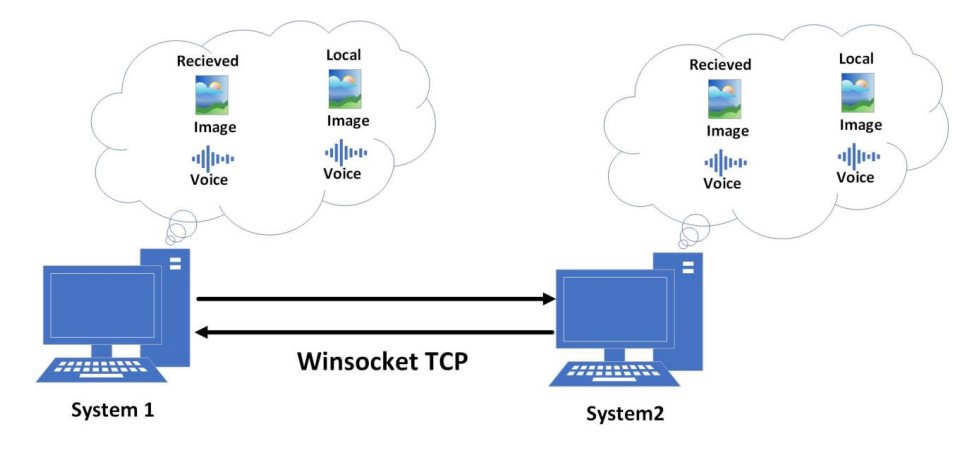 Recieved
Local
Image
Image
Voice
Voice
Recieved
Local
Image
Image
Voice
Voice
Winsocket TCP
System 1
System2